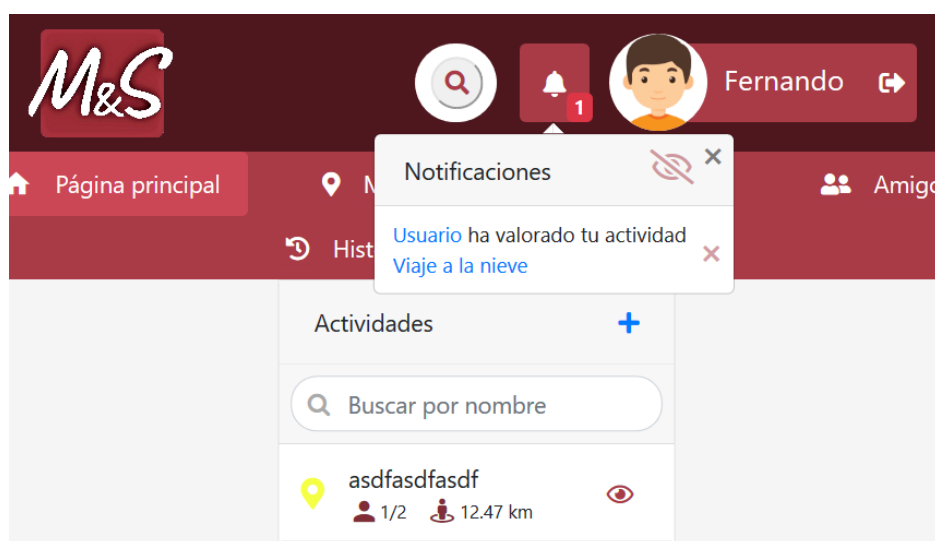 M&S
1
Fernando
Notificaciones
Página principal
M
Amigo
Usuario ha valorado tu actividad
Viaje a la nieve
Hist
Actividades
Buscar por nombre
asdfasdfasdf
1/2 12.47 km